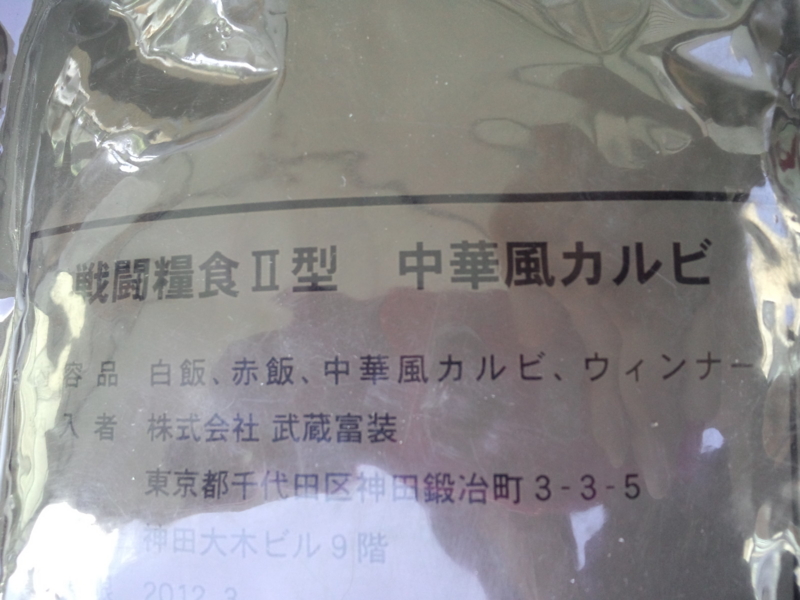 戦闘糧食Ⅱ型　中華風カルビ
容品　白飯、赤飯、中華風カルビ、ウィンナー
入者　株式会社 武蔵富装
東京都千代田区神田鍛冶町3-3-5
神田大木ビル9階
2012.3